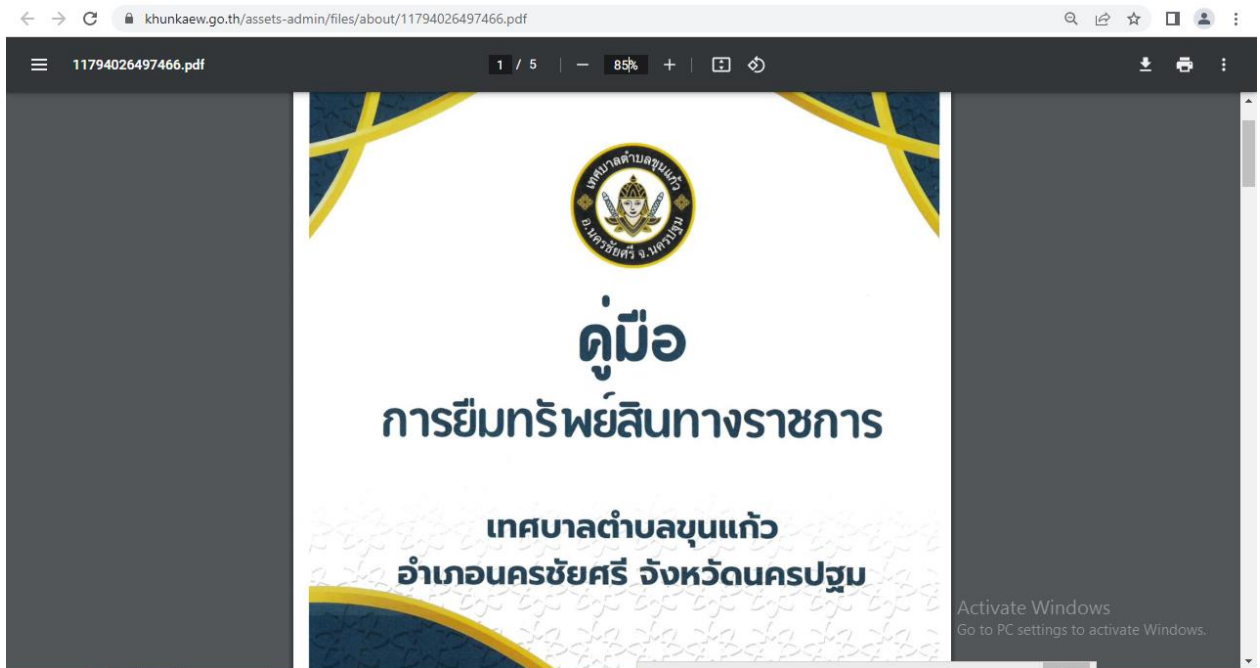 khunkaew.go.th/assets-admin/files/about/11794026497466.pdf
11794026497466.pdf
1 / 5
85%
เทศบาลตำบลขุนแก้ว
อ.นครชัยศรี จ.นครปฐม
คู่มือ
การยืมทรัพย์สินทางราชการ
เทศบาลตำบลขุนแก้ว
อำเภอนครชัยศรี จังหวัดนครปฐม
Activate Windows
Go to PC settings to activate Windows.